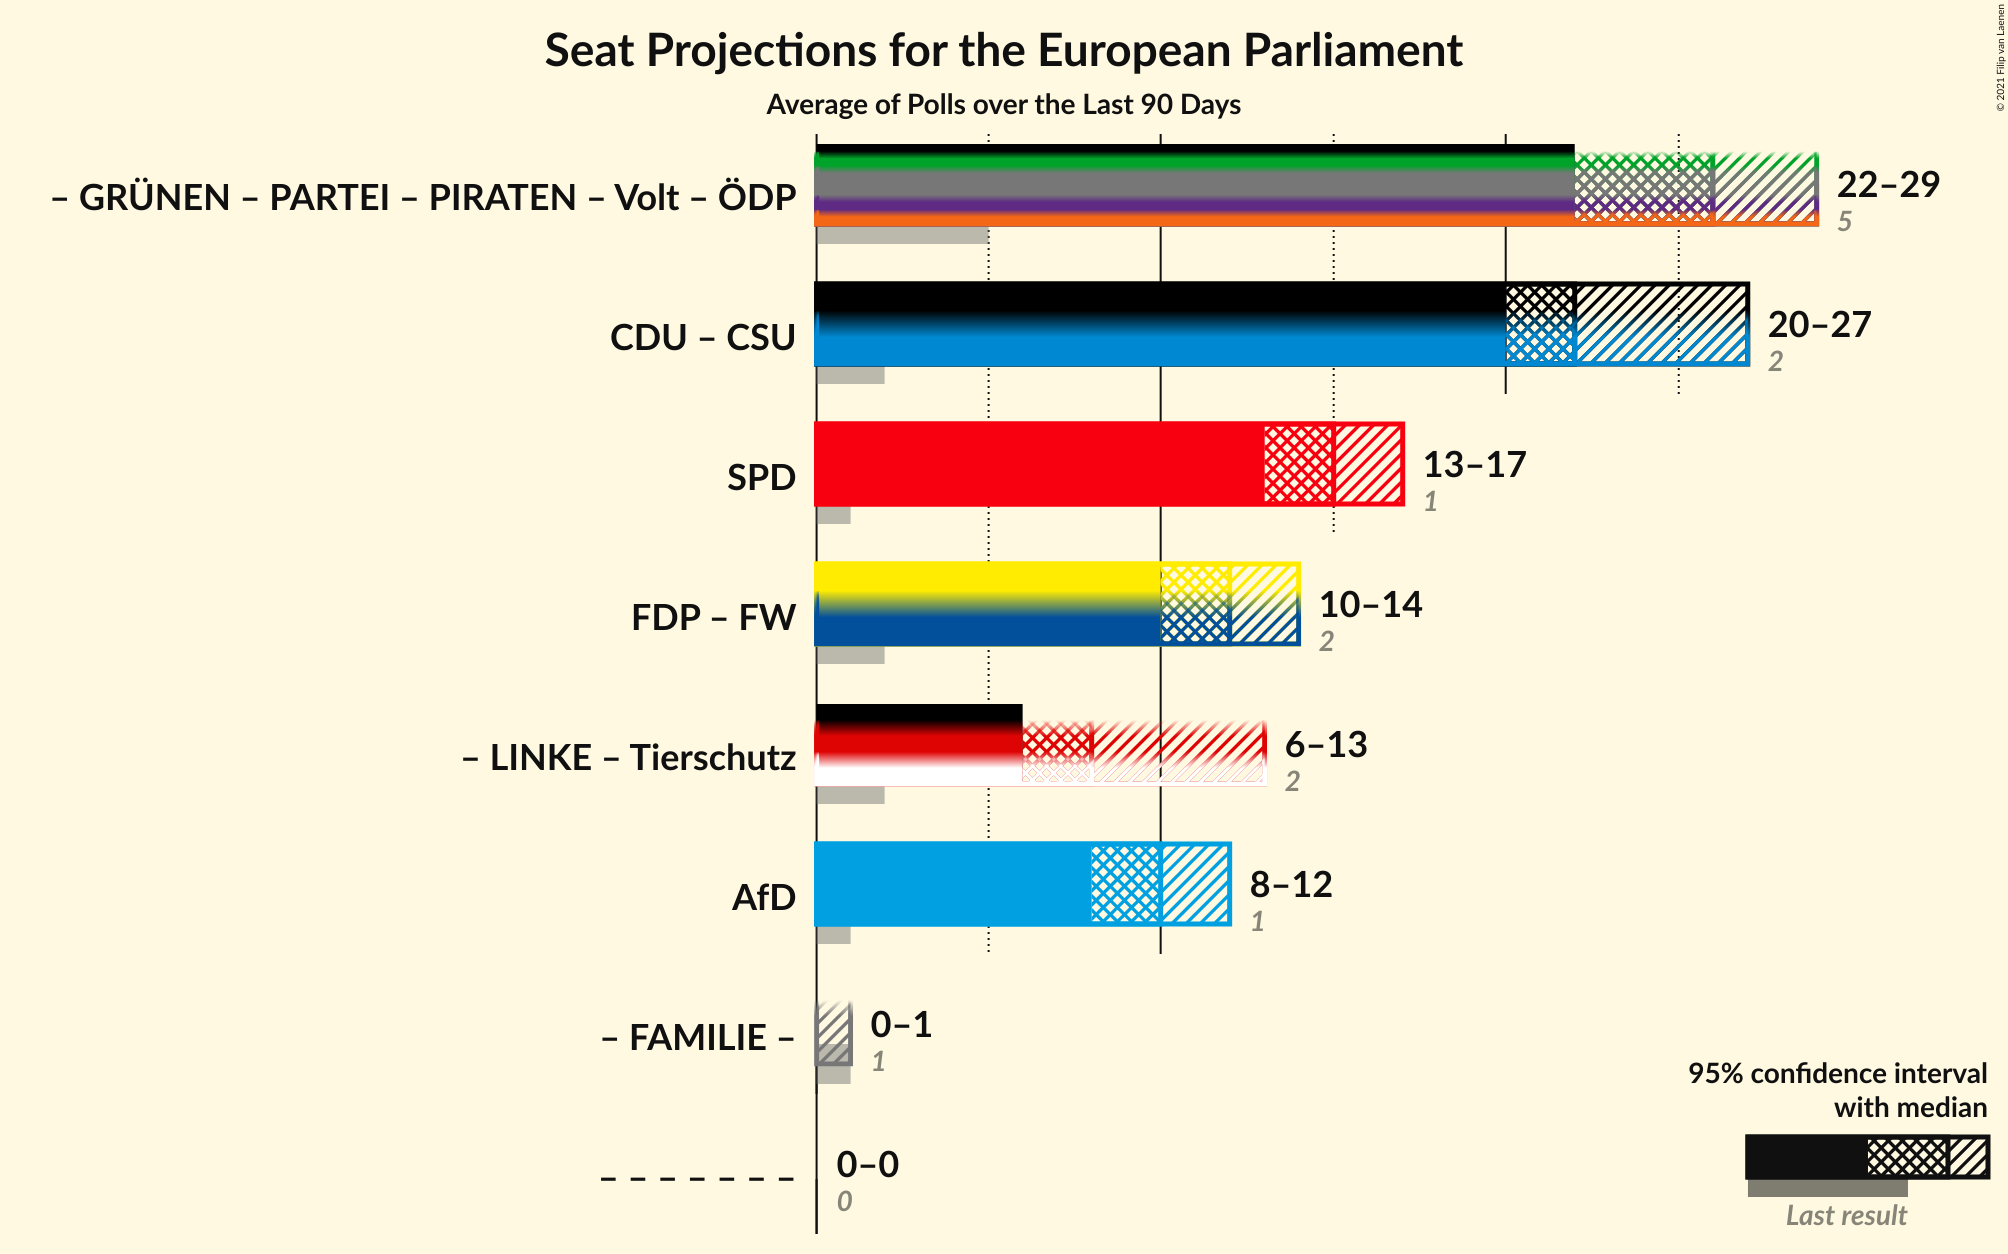 Seat Projections for the European Parliament
Average of Polls over the Last 90 Days
© 2021 Filip van Laenen
– GRÜNEN – PARTEI – PIRATEN – Volt – ÖDP
22–29
5
CDU – CSU
20–27
2
SPD
13–17
1
FDP – FW
10–14
2
– LINKE – Tierschutz
6–13
2
AfD
8–12
1
– FAMILIE –
0–1
1
– – – – – – –
0–0
0
95% confidence interval
with median
Last result